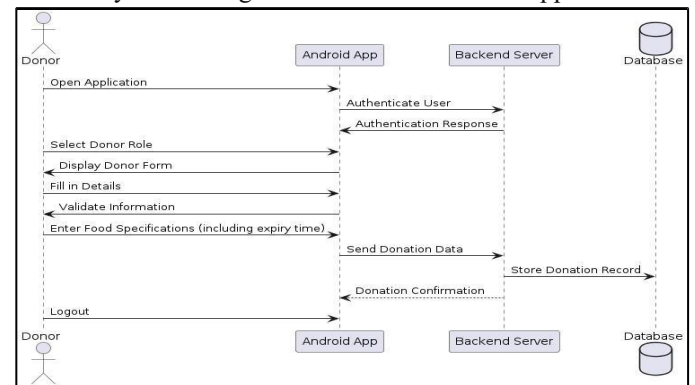 Donor
Android App
Backend Server
Database
Open Application
Authenticate User
Authentication Response
Select Donor Role
Display Donor Form
Fill in Details
Validate Information
Enter Food Specifications (including expiry time)
Send Donation Data
Store Donation Record
Donation Confirmation
Logout
Donor
Android App
Backend Server
Database